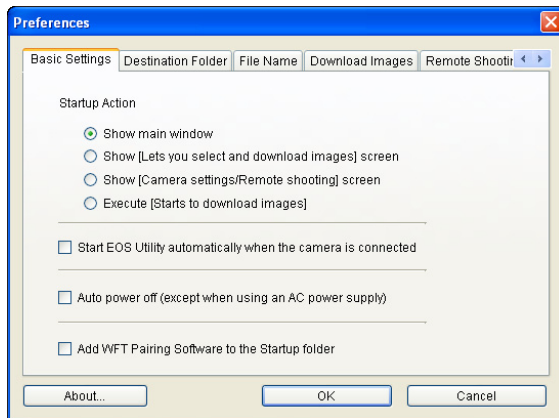 Preferences
Basic Settings Destination Folder File Name Download Images Remote Shootin
Startup Action
Show main window
Show [Lets you select and download images] screen
Show [Camera settings/Remote shooting] screen
Execute [Starts to download images]
Start EOS Utility automatically when the camera is connected
Auto power off (except when using an AC power supply)
Add WFT Pairing Software to the Startup folder
About... OK Cancel